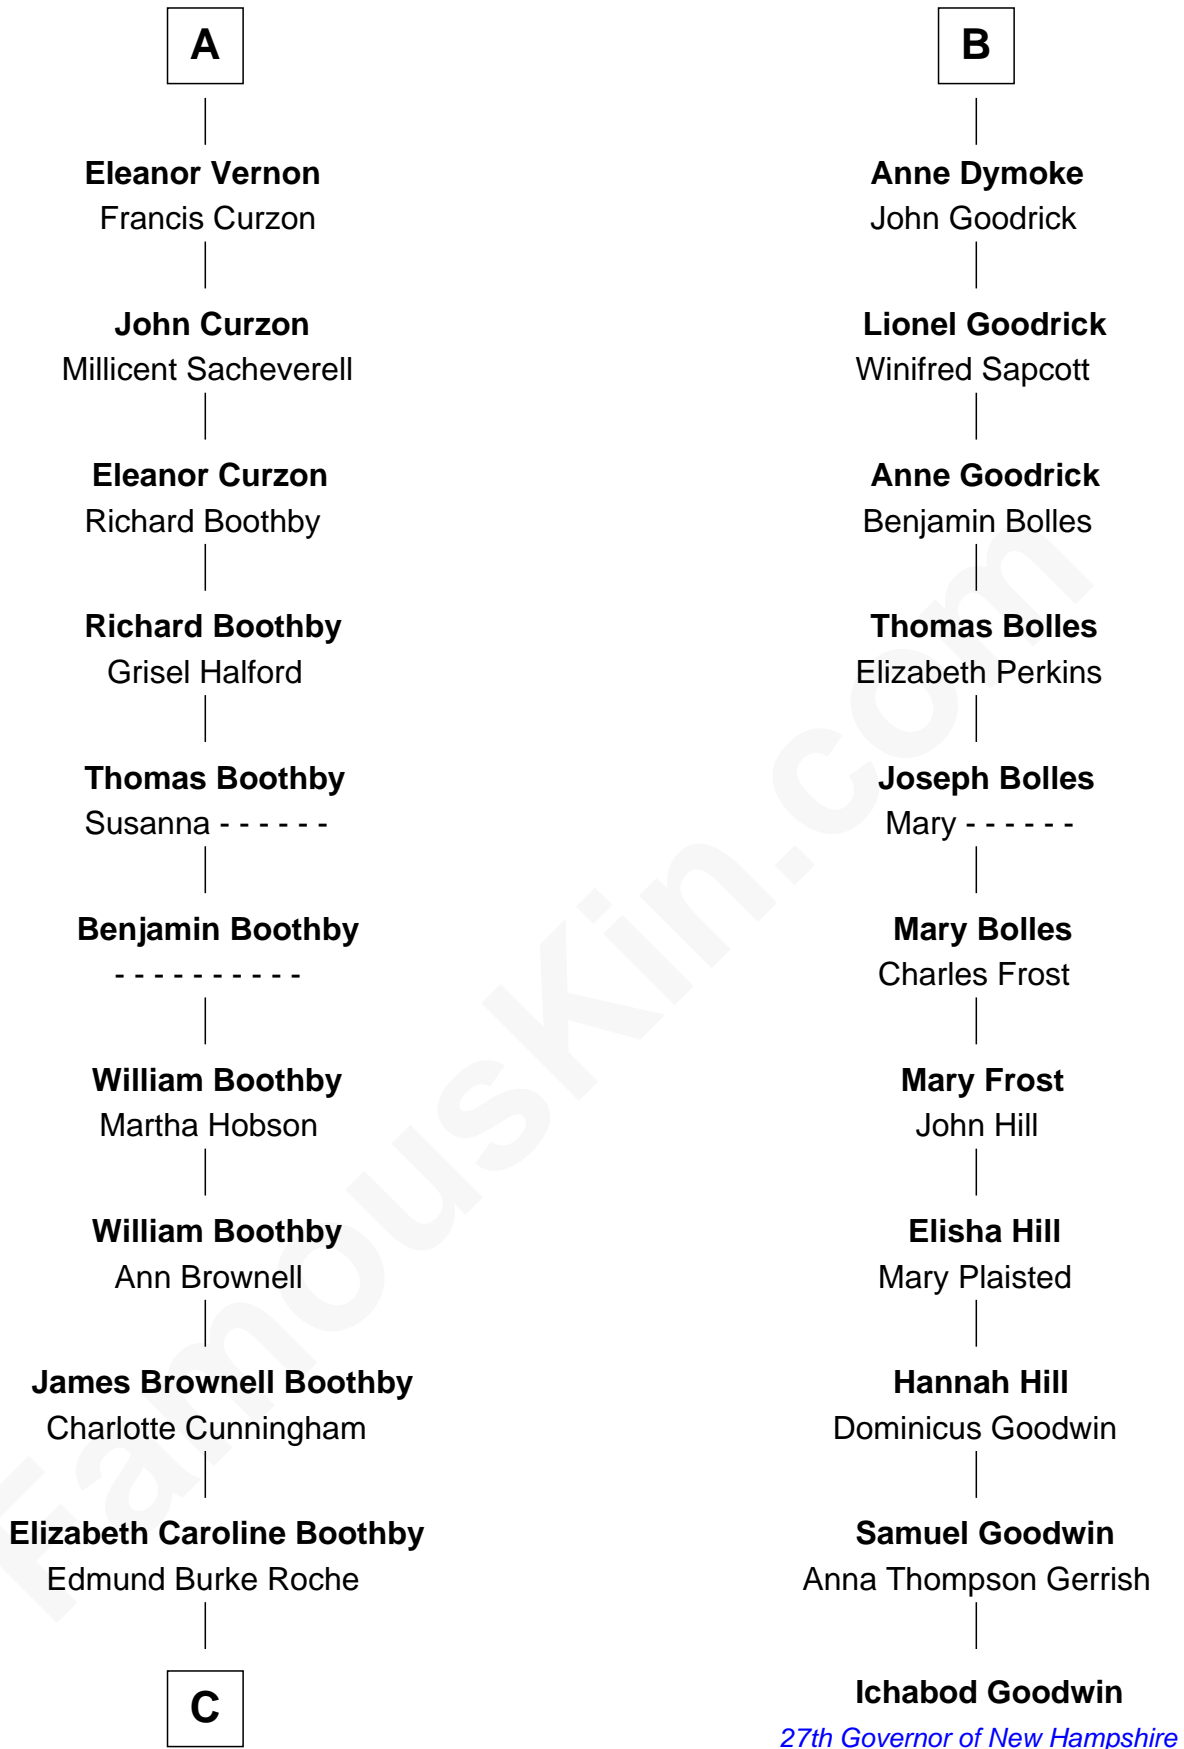 A
Eleanor Vernon
Francis Curzon
John Curzon
Millicent Sacheverell
Eleanor Curzon
Richard Boothby
Richard Boothby
Grisel Halford
Thomas Boothby
Susanna - - - - - -
Benjamin Boothby
- - - - - - - - - -
William Boothby
Martha Hobson
William Boothby
Ann Brownell
James Brownell Boothby
Charlotte Cunningham
Elizabeth Caroline Boothby
Edmund Burke Roche
C
B
Anne Dymoke
John Goodrick
Lionel Goodrick
Winifred Sapcott
Anne Goodrick
Benjamin Bolles
Thomas Bolles
Elizabeth Perkins
Joseph Bolles
Mary - - - - - -
Mary Bolles
Charles Frost
Mary Frost
John Hill
Elisha Hill
Mary Plaisted
Hannah Hill
Dominicus Goodwin
Samuel Goodwin
Anna Thompson Gerrish
Ichabod Goodwin
27th Governor of New Hampshire
FamousKin.com